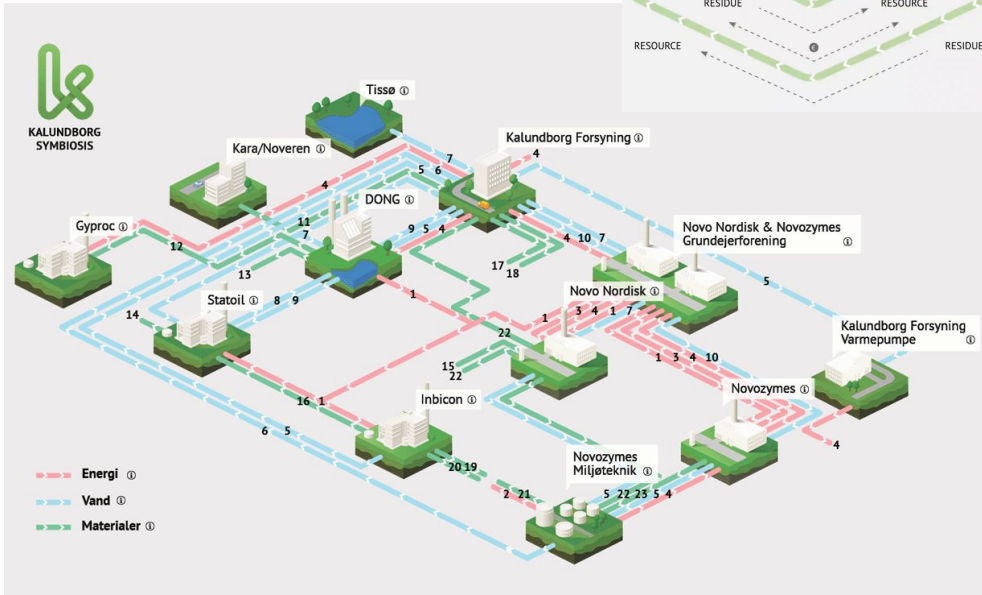 RESIDUE
RESOURCE
RESOURCE
€
RESIDUE
KALUNDBORG
SYMBIOSIS
Tissø i
Kara/Noveren i
Kalundborg Forsyning i
DONG i
Gyproc i
Statoil i
Novo Nordisk & Novozymes
Grundejerforening i
Novo Nordisk i
Kalundborg Forsyning
Varmepumpe i
Inbicon i
Novozymes i
Novozymes
Miljøteknik i
7
4
4
5 6
11
7
12
13
9 5 4
4 10 7
17
18
5
8 9
14
1
1 3 4 1 7
22
15
22
1 3 4 10
16 1
6 5
4
20 19
2 21
5 22 23 5 4
Energi i
Vand i
Materialer i